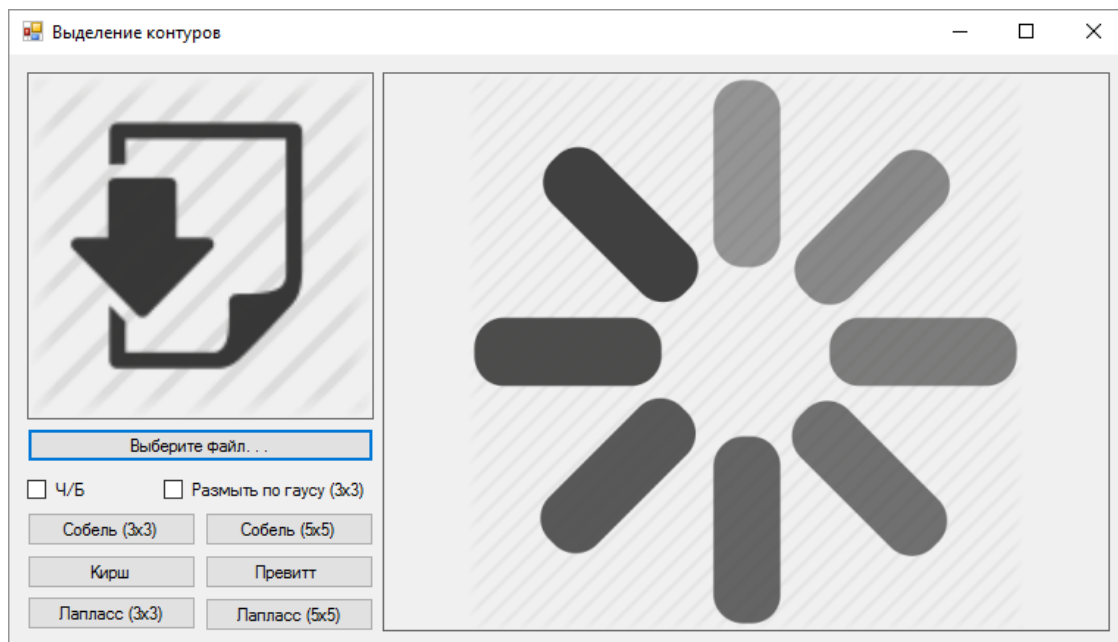 Выделение контуров
Выберите файл. . .
Ч/Б Размыть по гаусу (3x3)
Собель (3x3) Собель (5x5)
Кирш Превитт
Лапласс (3x3) Лапласс (5x5)